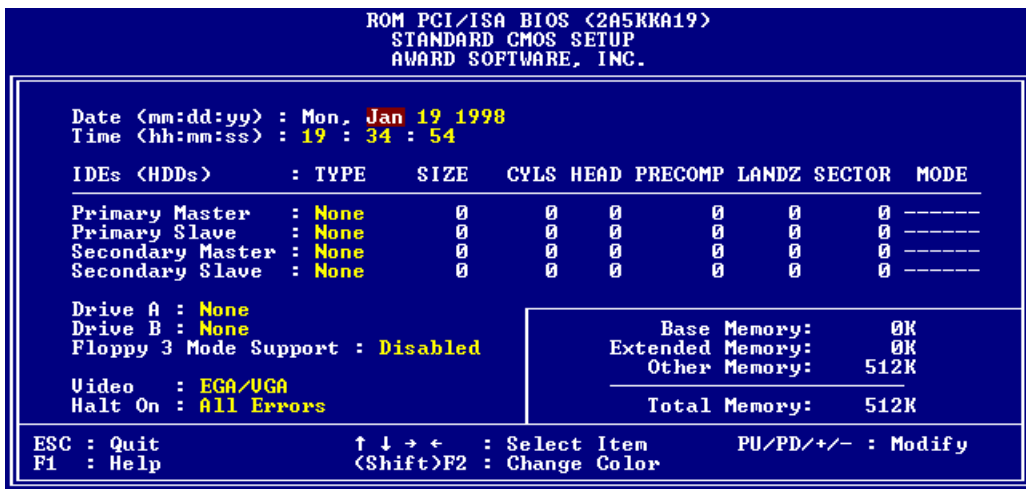 ROM PCI/ISA BIOS (2A5KKA19)
STANDARD CMOS SETUP
AWARD SOFTWARE, INC.
Date (mm:dd:yy) : Mon, Jan 19 1998
Time (hh:mm:ss) : 19 : 34 : 54
IDEs (HDDs) : TYPE SIZE CYLS HEAD PRECOMP LANDZ SECTOR MODE
Primary Master : None 0 0 0 0 0 0 ------
Primary Slave : None 0 0 0 0 0 0 ------
Secondary Master : None 0 0 0 0 0 0 ------
Secondary Slave : None 0 0 0 0 0 0 ------
Drive A : None
Drive B : None
Floppy 3 Mode Support : Disabled
Video : EGA/VGA
Halt On : All Errors
Base Memory: 0K
Extended Memory: 0K
Other Memory: 512K
Total Memory: 512K
ESC : Quit ↑ ↓ → ← : Select Item PU/PD/+/- : Modify
F1 : Help (Shift)F2 : Change Color